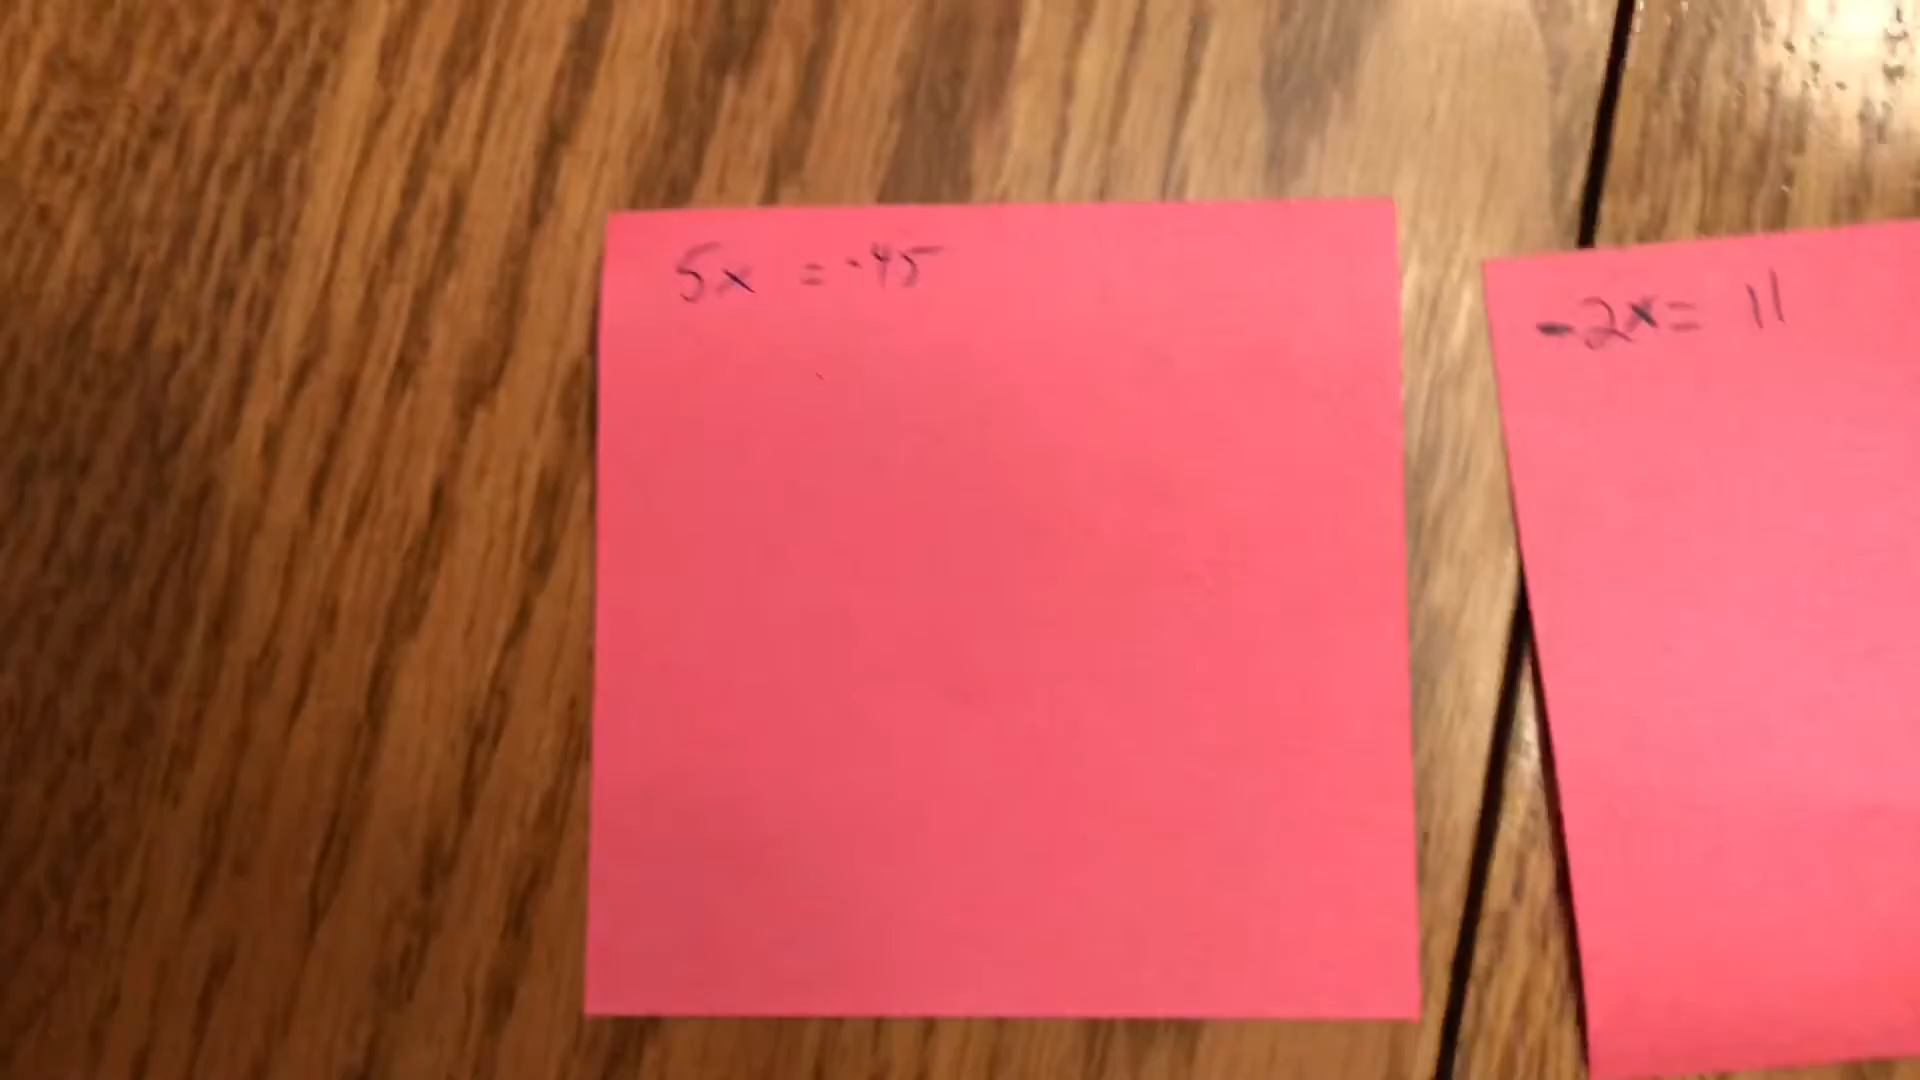 5x = -45
-2x = 11